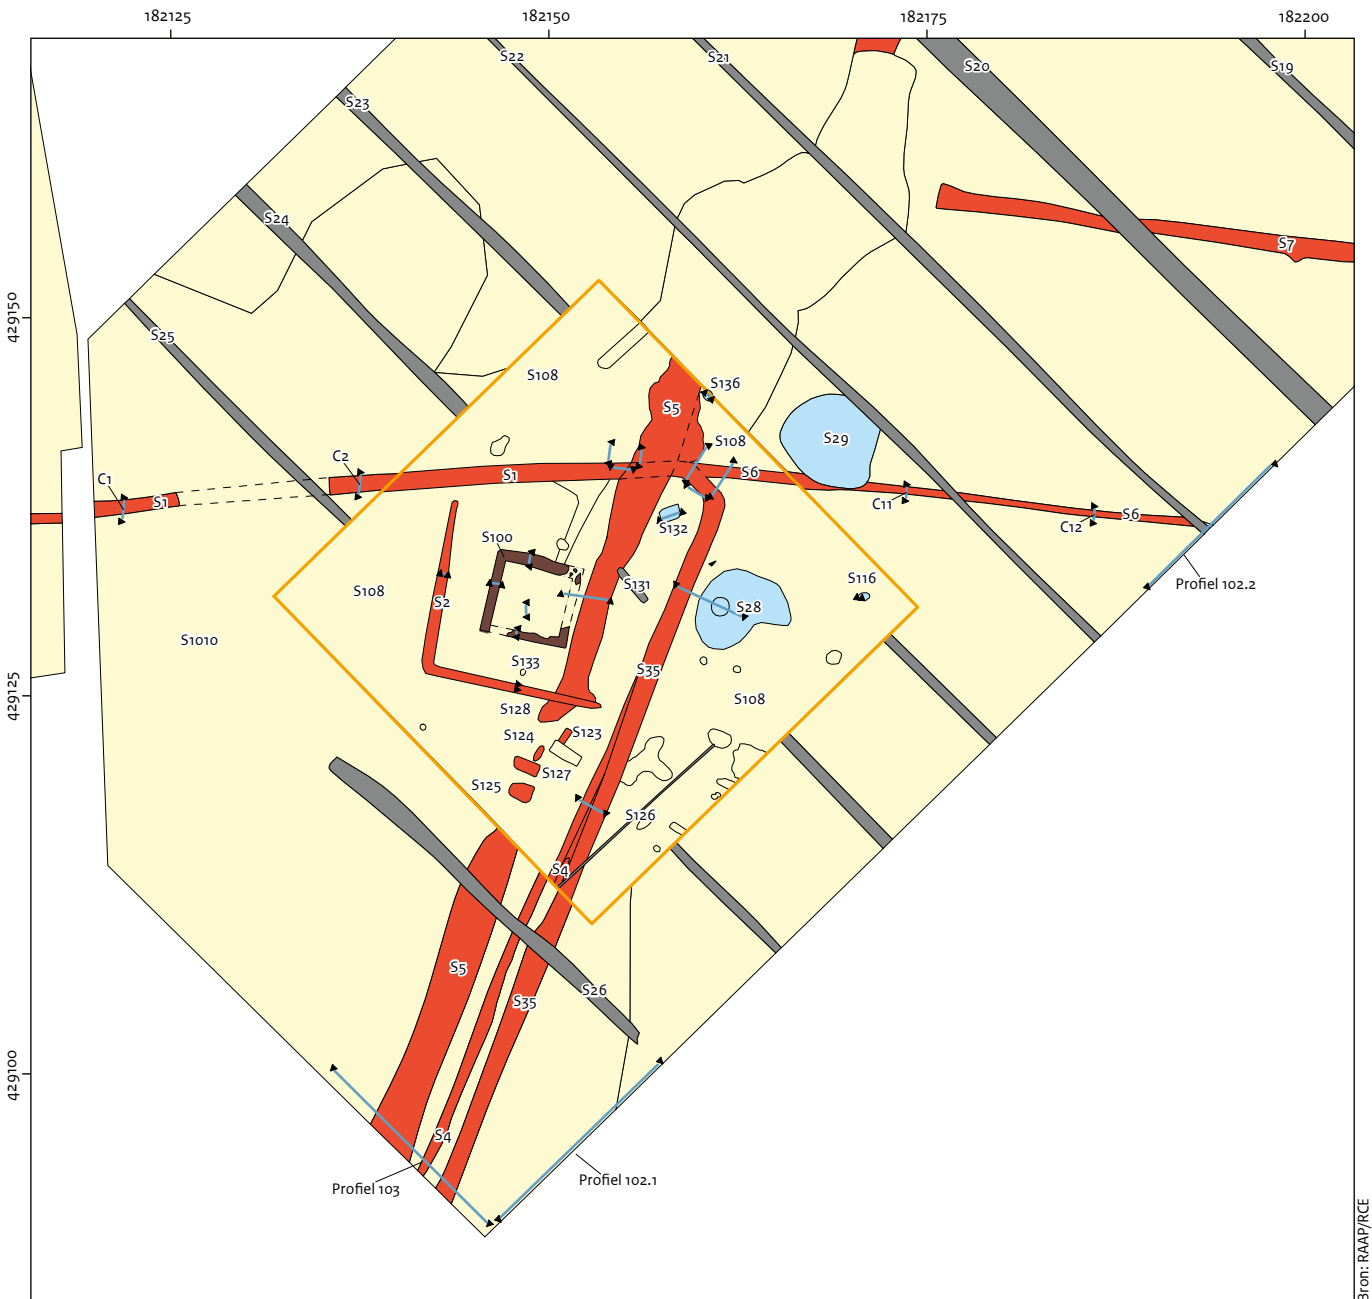 182125
182150
182175
182200
S22
S21
S20
S19
S23
S24
S7
429150
S25
S108
S136
S5
S108
S29
C2
S1
S6
C1
S1
C11
S6
C12
S132
S100
S131
S116
Profiel 102.2
S108
S2
S28
S1010
S133
S35
429125
S128
S108
S124
S123
S127
S125
S126
S4
S5
S26
S35
429100
S4
Profiel 103
Profiel 102.1
Bron: RAAP/RCE